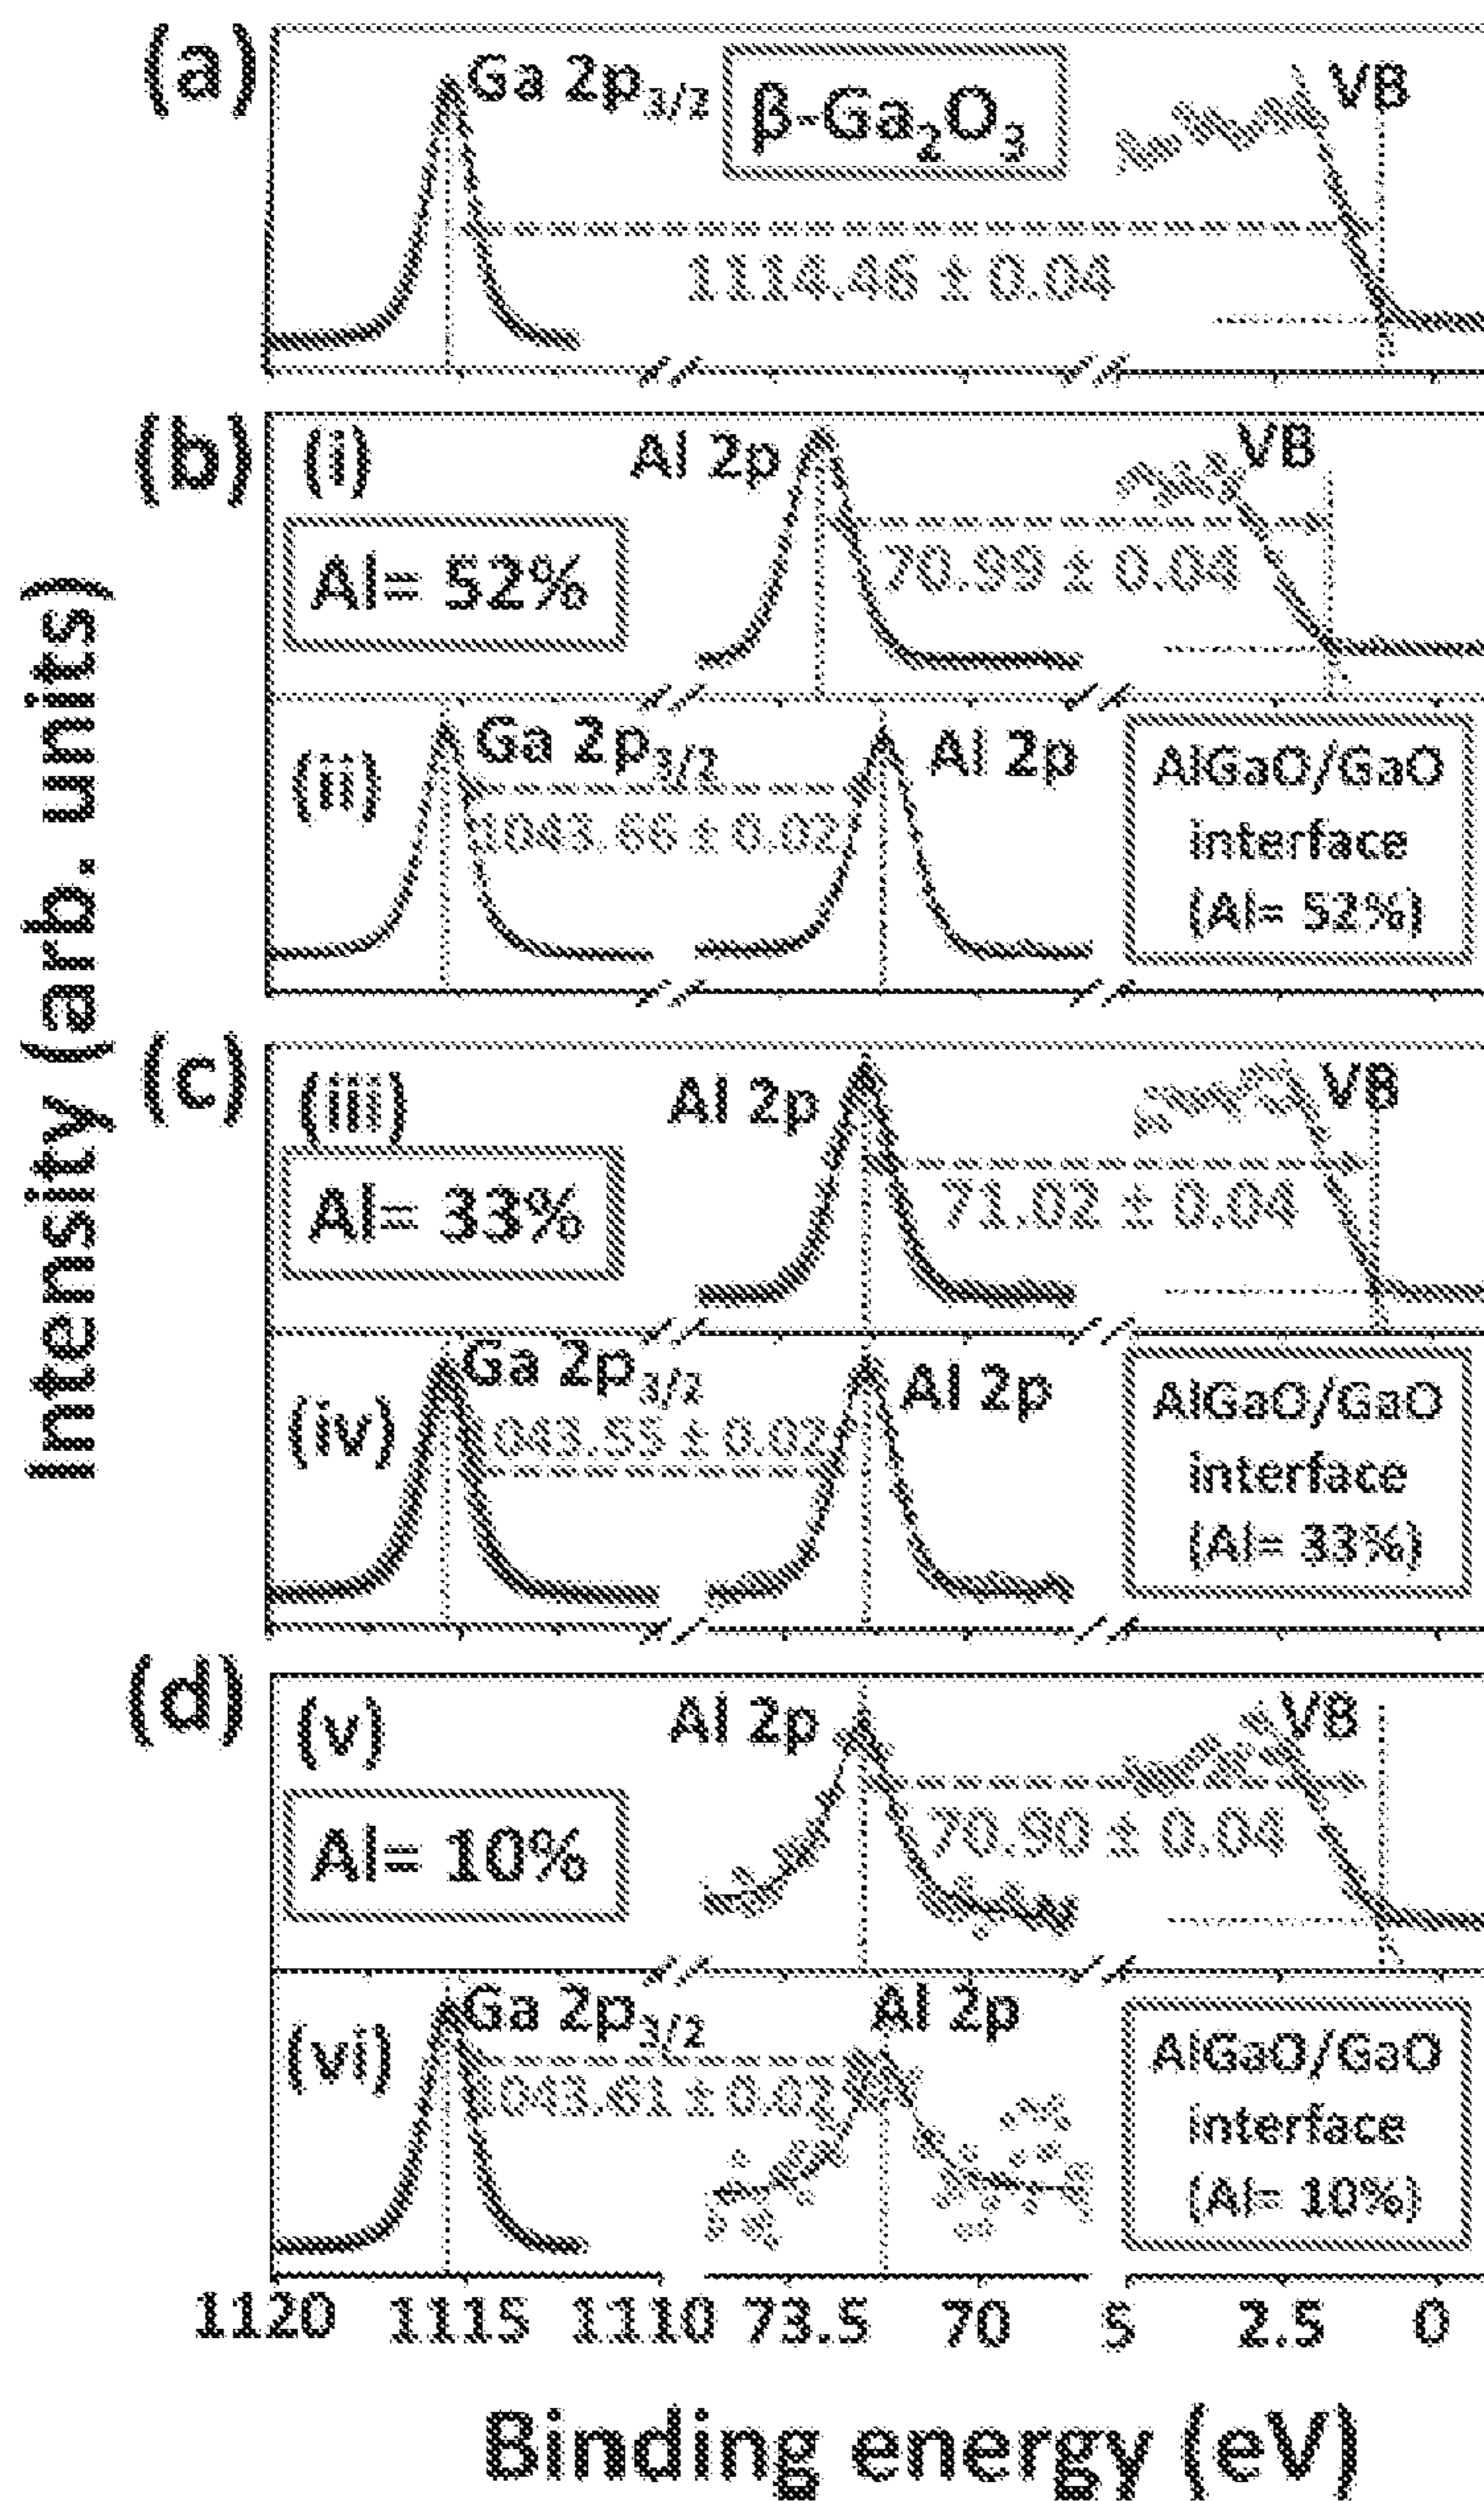 Intensity (arb. units)
(a)
Ga 2p3/2
β-Ga2O3
VB
1114.46 ± 0.04
(b)
(i)
Al 2p
VB
Al= 52%
70.99 ± 0.04
(ii)
Ga 2p3/2
Al 2p
1043.66 ± 0.02
AlGaO/GaO
interface
(Al= 52%)
(c)
(iii)
Al 2p
VB
Al= 33%
71.02 ± 0.04
(iv)
Ga 2p3/2
Al 2p
1043.55 ± 0.02
AlGaO/GaO
interface
(Al= 33%)
(d)
(v)
Al 2p
VB
Al= 10%
70.90 ± 0.04
(vi)
Ga 2p3/2
Al 2p
1043.61 ± 0.02
AlGaO/GaO
interface
(Al= 10%)
1120 1115 1110 73.5 70 5 2.5 0
Binding energy (eV)